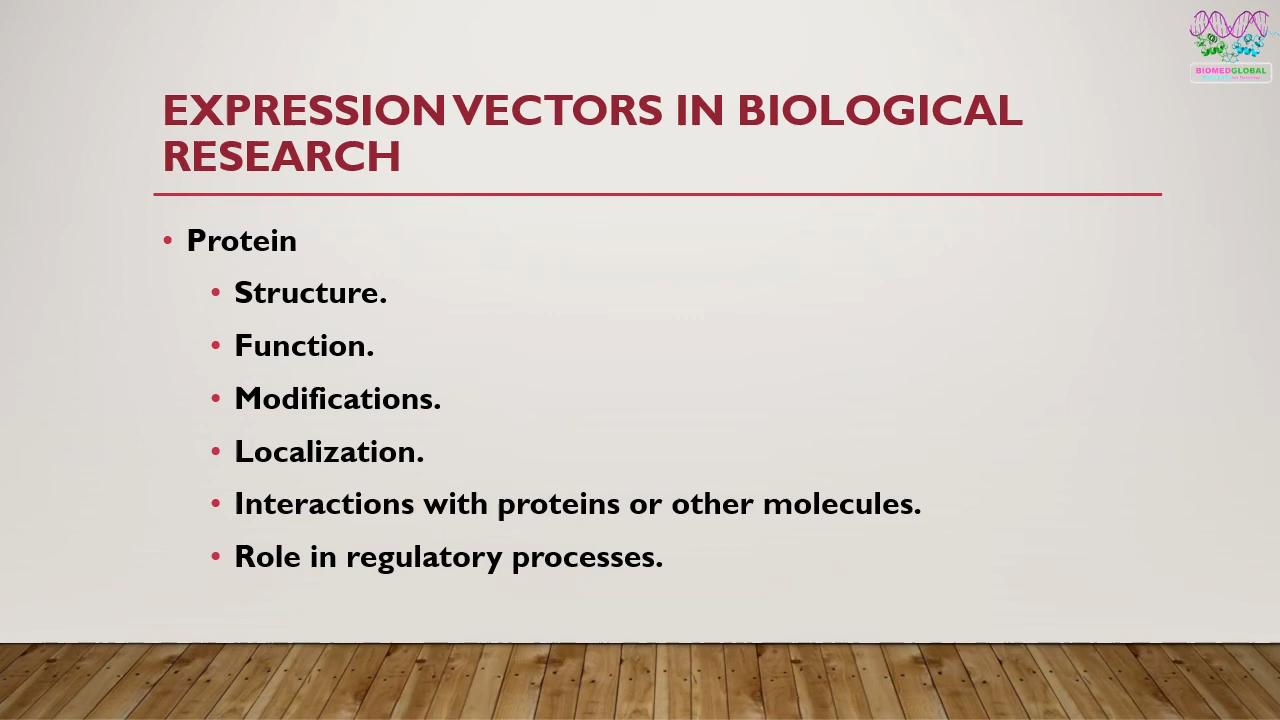 BIOMEDGLOBAL
EXPRESSION VECTORS IN BIOLOGICAL
RESEARCH
• Protein
• Structure.
• Function.
• Modifications.
• Localization.
• Interactions with proteins or other molecules.
• Role in regulatory processes.